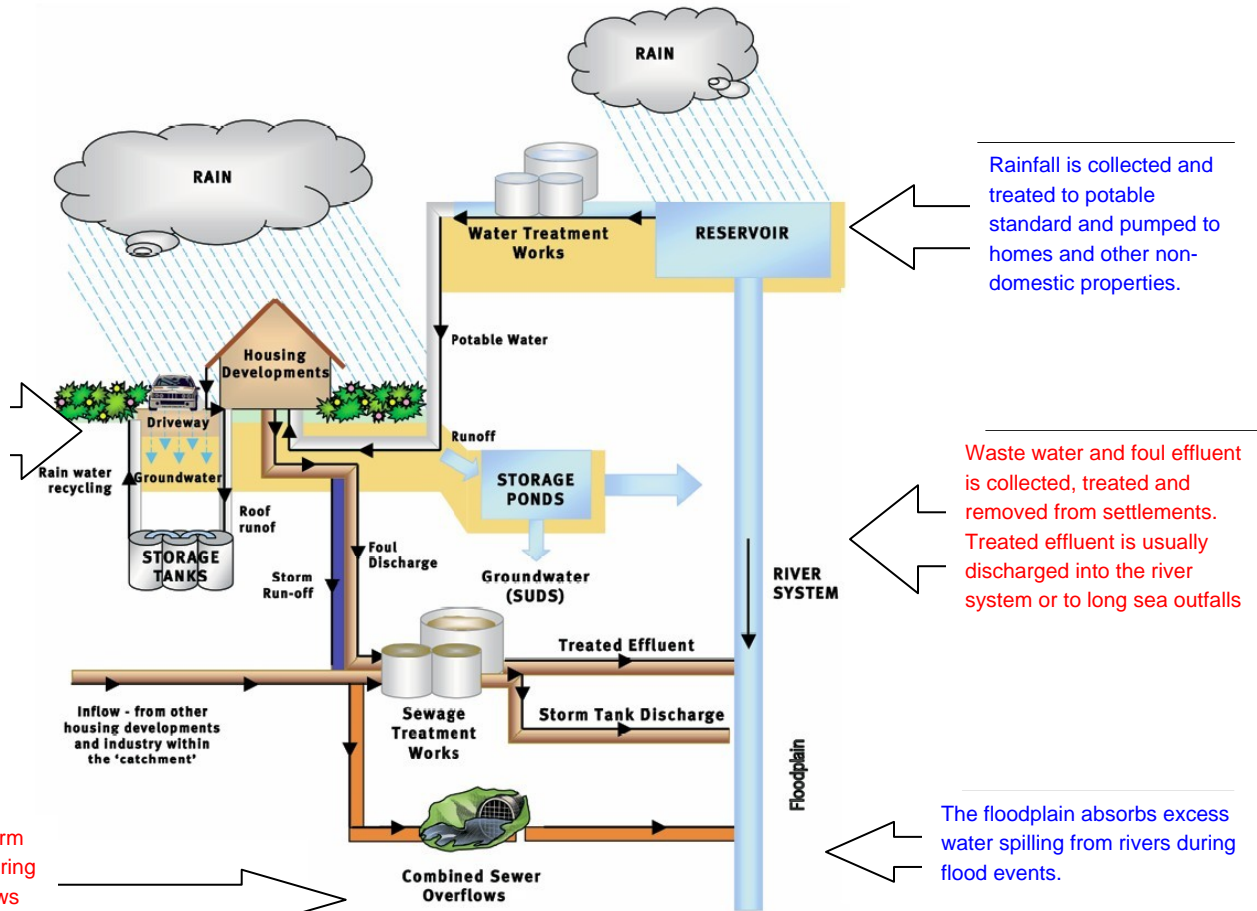 RAIN
RAIN
Rainfall is collected and
treated to potable
standard and pumped to
homes and other non-
domestic properties.
Water Treatment
Works
RESERVOIR
Potable Water
Housing
Developments
Driveway
Runoff
Rain water
recycling
Groundwater
STORAGE
PONDS
Roof
runof
STORAGE
TANKS
Foul
Discharge
Storm
Run-off
Groundwater
(SUDS)
RIVER
SYSTEM
Waste water and foul effluent
is collected, treated and
removed from settlements.
Treated effluent is usually
discharged into the river
system or to long sea outfalls
Treated Effluent
Inflow - from other
housing developments
and industry within
the ‘catchment’
Sewage
Treatment
Works
Storm Tank Discharge
Floodplain
The floodplain absorbs excess
water spilling from rivers during
flood events.
Combined Sewer
Overflows
rm
ring
ws